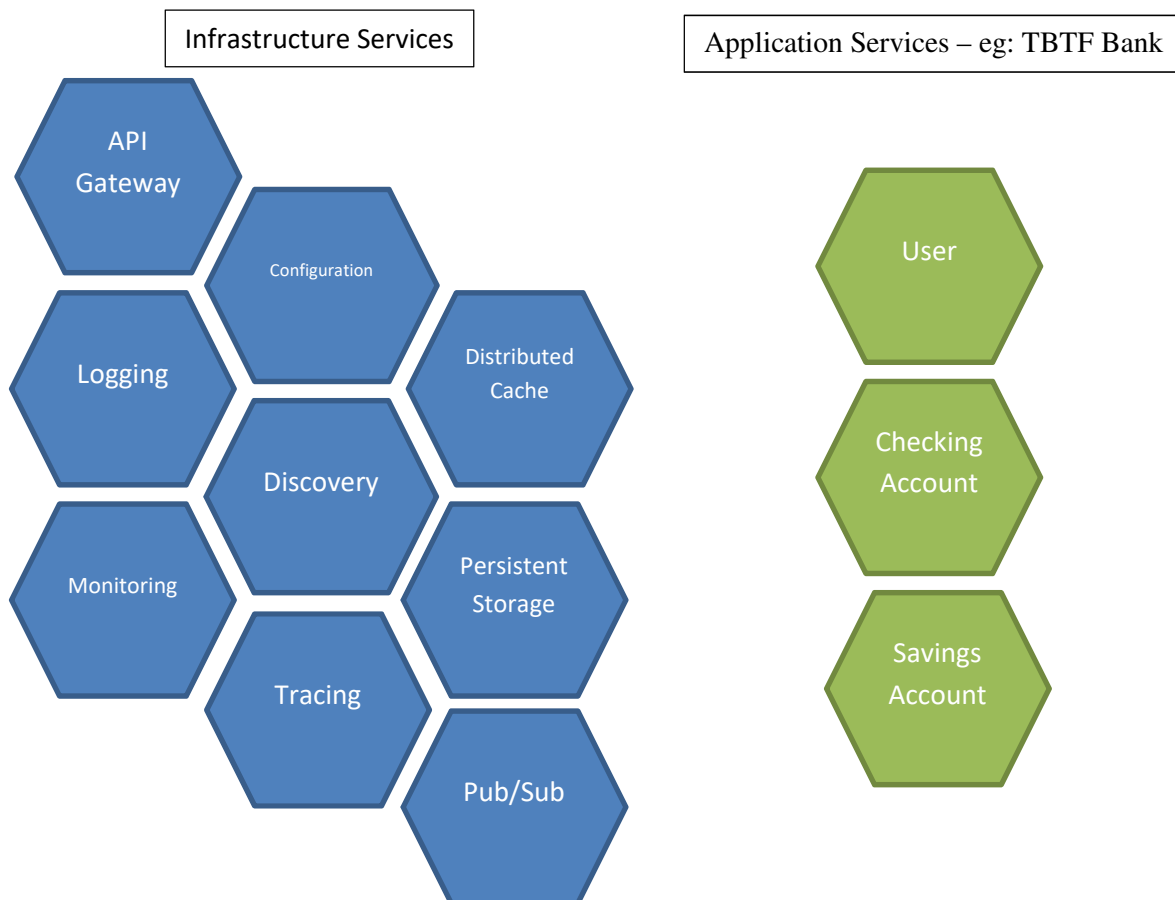 Infrastructure Services
Application Services – eg: TBTF Bank
API
Gateway
Configuration
Logging
Distributed
Cache
Discovery
Monitoring
Persistent
Storage
Tracing
Pub/Sub
User
Checking
Account
Savings
Account